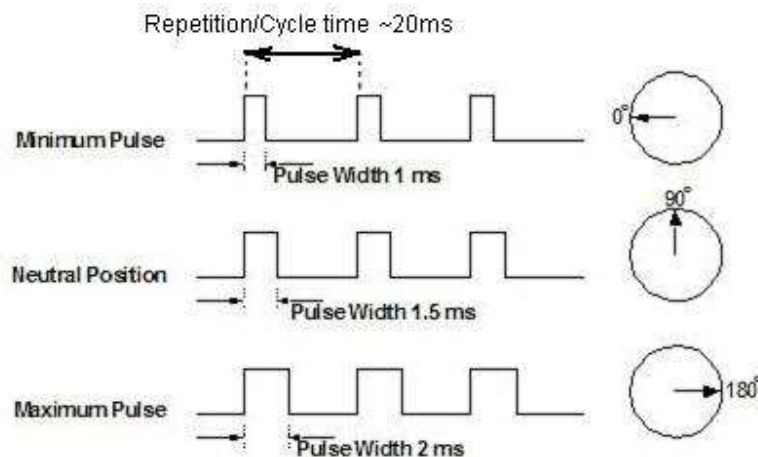 Repetition/Cycle time ~20ms
Minimum Pulse
0°
Pulse Width 1 ms
90°
Neutral Position
Pulse Width 1.5 ms
Maximum Pulse
180°
Pulse Width 2 ms